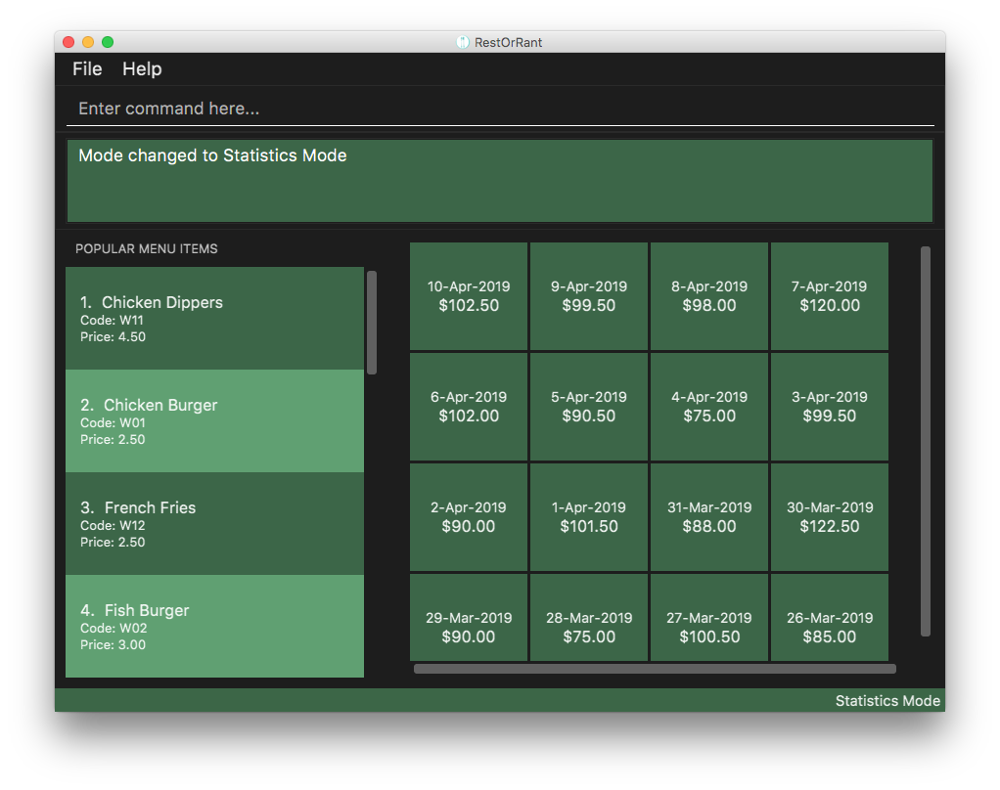 RestOrRant
File Help
Enter command here...
Mode changed to Statistics Mode
POPULAR MENU ITEMS
1. Chicken Dippers
Code: W11
Price: 4.50
2. Chicken Burger
Code: W01
Price: 2.50
3. French Fries
Code: W12
Price: 2.50
4. Fish Burger
Code: W02
Price: 3.00
10-Apr-2019 9-Apr-2019 8-Apr-2019 7-Apr-2019
$102.50 $99.50 $98.00 $120.00
6-Apr-2019 5-Apr-2019 4-Apr-2019 3-Apr-2019
$102.00 $90.50 $75.00 $99.50
2-Apr-2019 1-Apr-2019 31-Mar-2019 30-Mar-2019
$90.00 $101.50 $88.00 $122.50
29-Mar-2019 28-Mar-2019 27-Mar-2019 26-Mar-2019
$90.00 $75.00 $100.50 $85.00
Statistics Mode